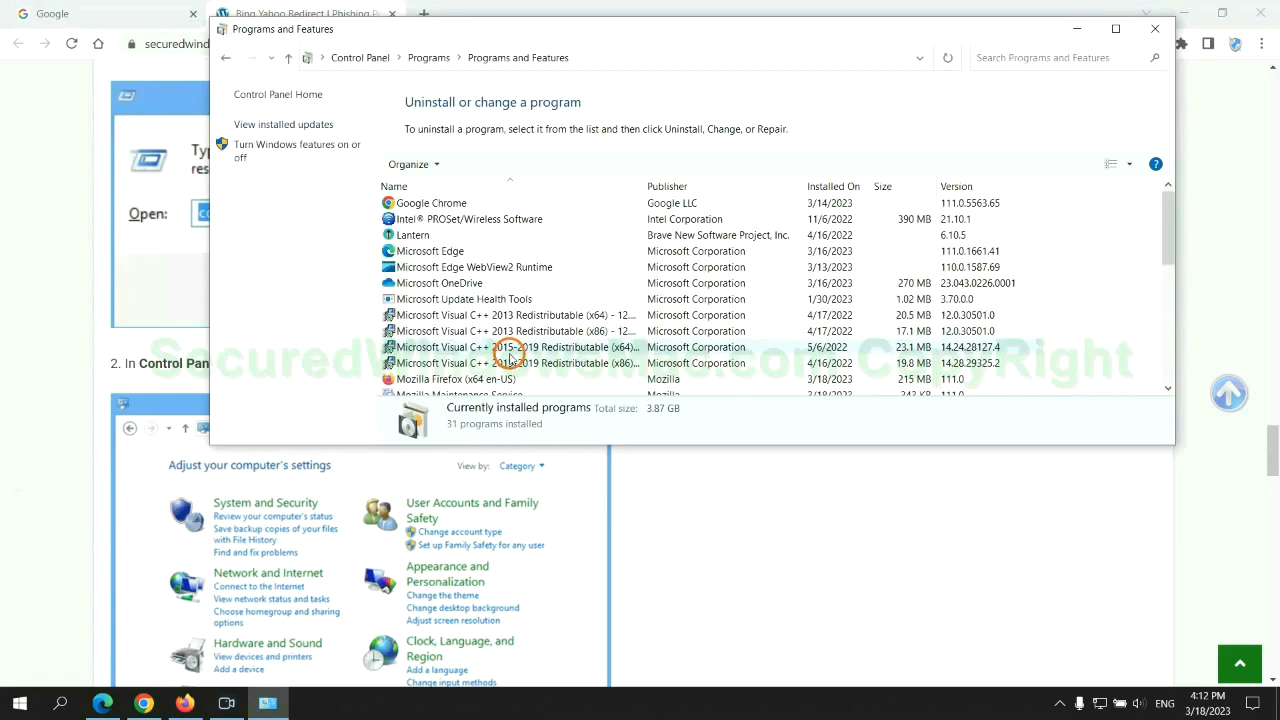 Google
Bing Yahoo Redirect | Phishing P
securedwind
Programs and Features
Control Panel
Programs
Programs and Features
Search Programs and Features
Control Panel Home
View installed updates
Turn Windows features on or
off
Uninstall or change a program
To uninstall a program, select it from the list and then click Uninstall, Change, or Repair.
Organize
Name Publisher Installed On Size Version
Google Chrome Google LLC 3/14/2023 111.0.5563.65
Intel® PROSet/Wireless Software Intel Corporation 11/6/2022 390 MB 21.10.1
Lantern Brave New Software Project, Inc. 4/16/2022 6.10.5
Microsoft Edge Microsoft Corporation 3/16/2023 111.0.1661.41
Microsoft Edge WebView2 Runtime Microsoft Corporation 3/13/2023 110.0.1587.69
Microsoft OneDrive Microsoft Corporation 3/16/2023 270 MB 23.043.0226.0001
Microsoft Update Health Tools Microsoft Corporation 1/30/2023 1.02 MB 3.70.0.0
Microsoft Visual C++ 2013 Redistributable (x64) - 12.... Microsoft Corporation 4/17/2022 20.5 MB 12.0.30501.0
Microsoft Visual C++ 2013 Redistributable (x86) - 12.... Microsoft Corporation 4/17/2022 17.1 MB 12.0.30501.0
Microsoft Visual C++ 2015-2019 Redistributable (x64)... Microsoft Corporation 5/6/2022 23.1 MB 14.24.28127.4
Microsoft Visual C++ 2015-2019 Redistributable (x86)... Microsoft Corporation 4/16/2022 19.8 MB 14.28.29325.2
Mozilla Firefox (x64 en-US) Mozilla 3/18/2023 215 MB 111.0
Mozilla Maintenance Service Mozilla 3/18/2023 343 KB 111.0
Currently installed programs Total size: 3.87 GB
31 programs installed
Ty
res
Open:
co
2. In Control Pan
Adjust your computer's settings
View by: Category
System and Security
Review your computer's status
Save backup copies of your files
with File History
Find and fix problems
User Accounts and Family
Safety
Change account type
Set up Family Safety for any user
Network and Internet
Connect to the Internet
View network status and tasks
Choose homegroup and sharing
options
Appearance and
Personalization
Change the theme
Change desktop background
Adjust screen resolution
Hardware and Sound
View devices and printers
Add a device
Clock, Language, and
Region
Add a language
Change input methods
ENG
4:12 PM
3/18/2023